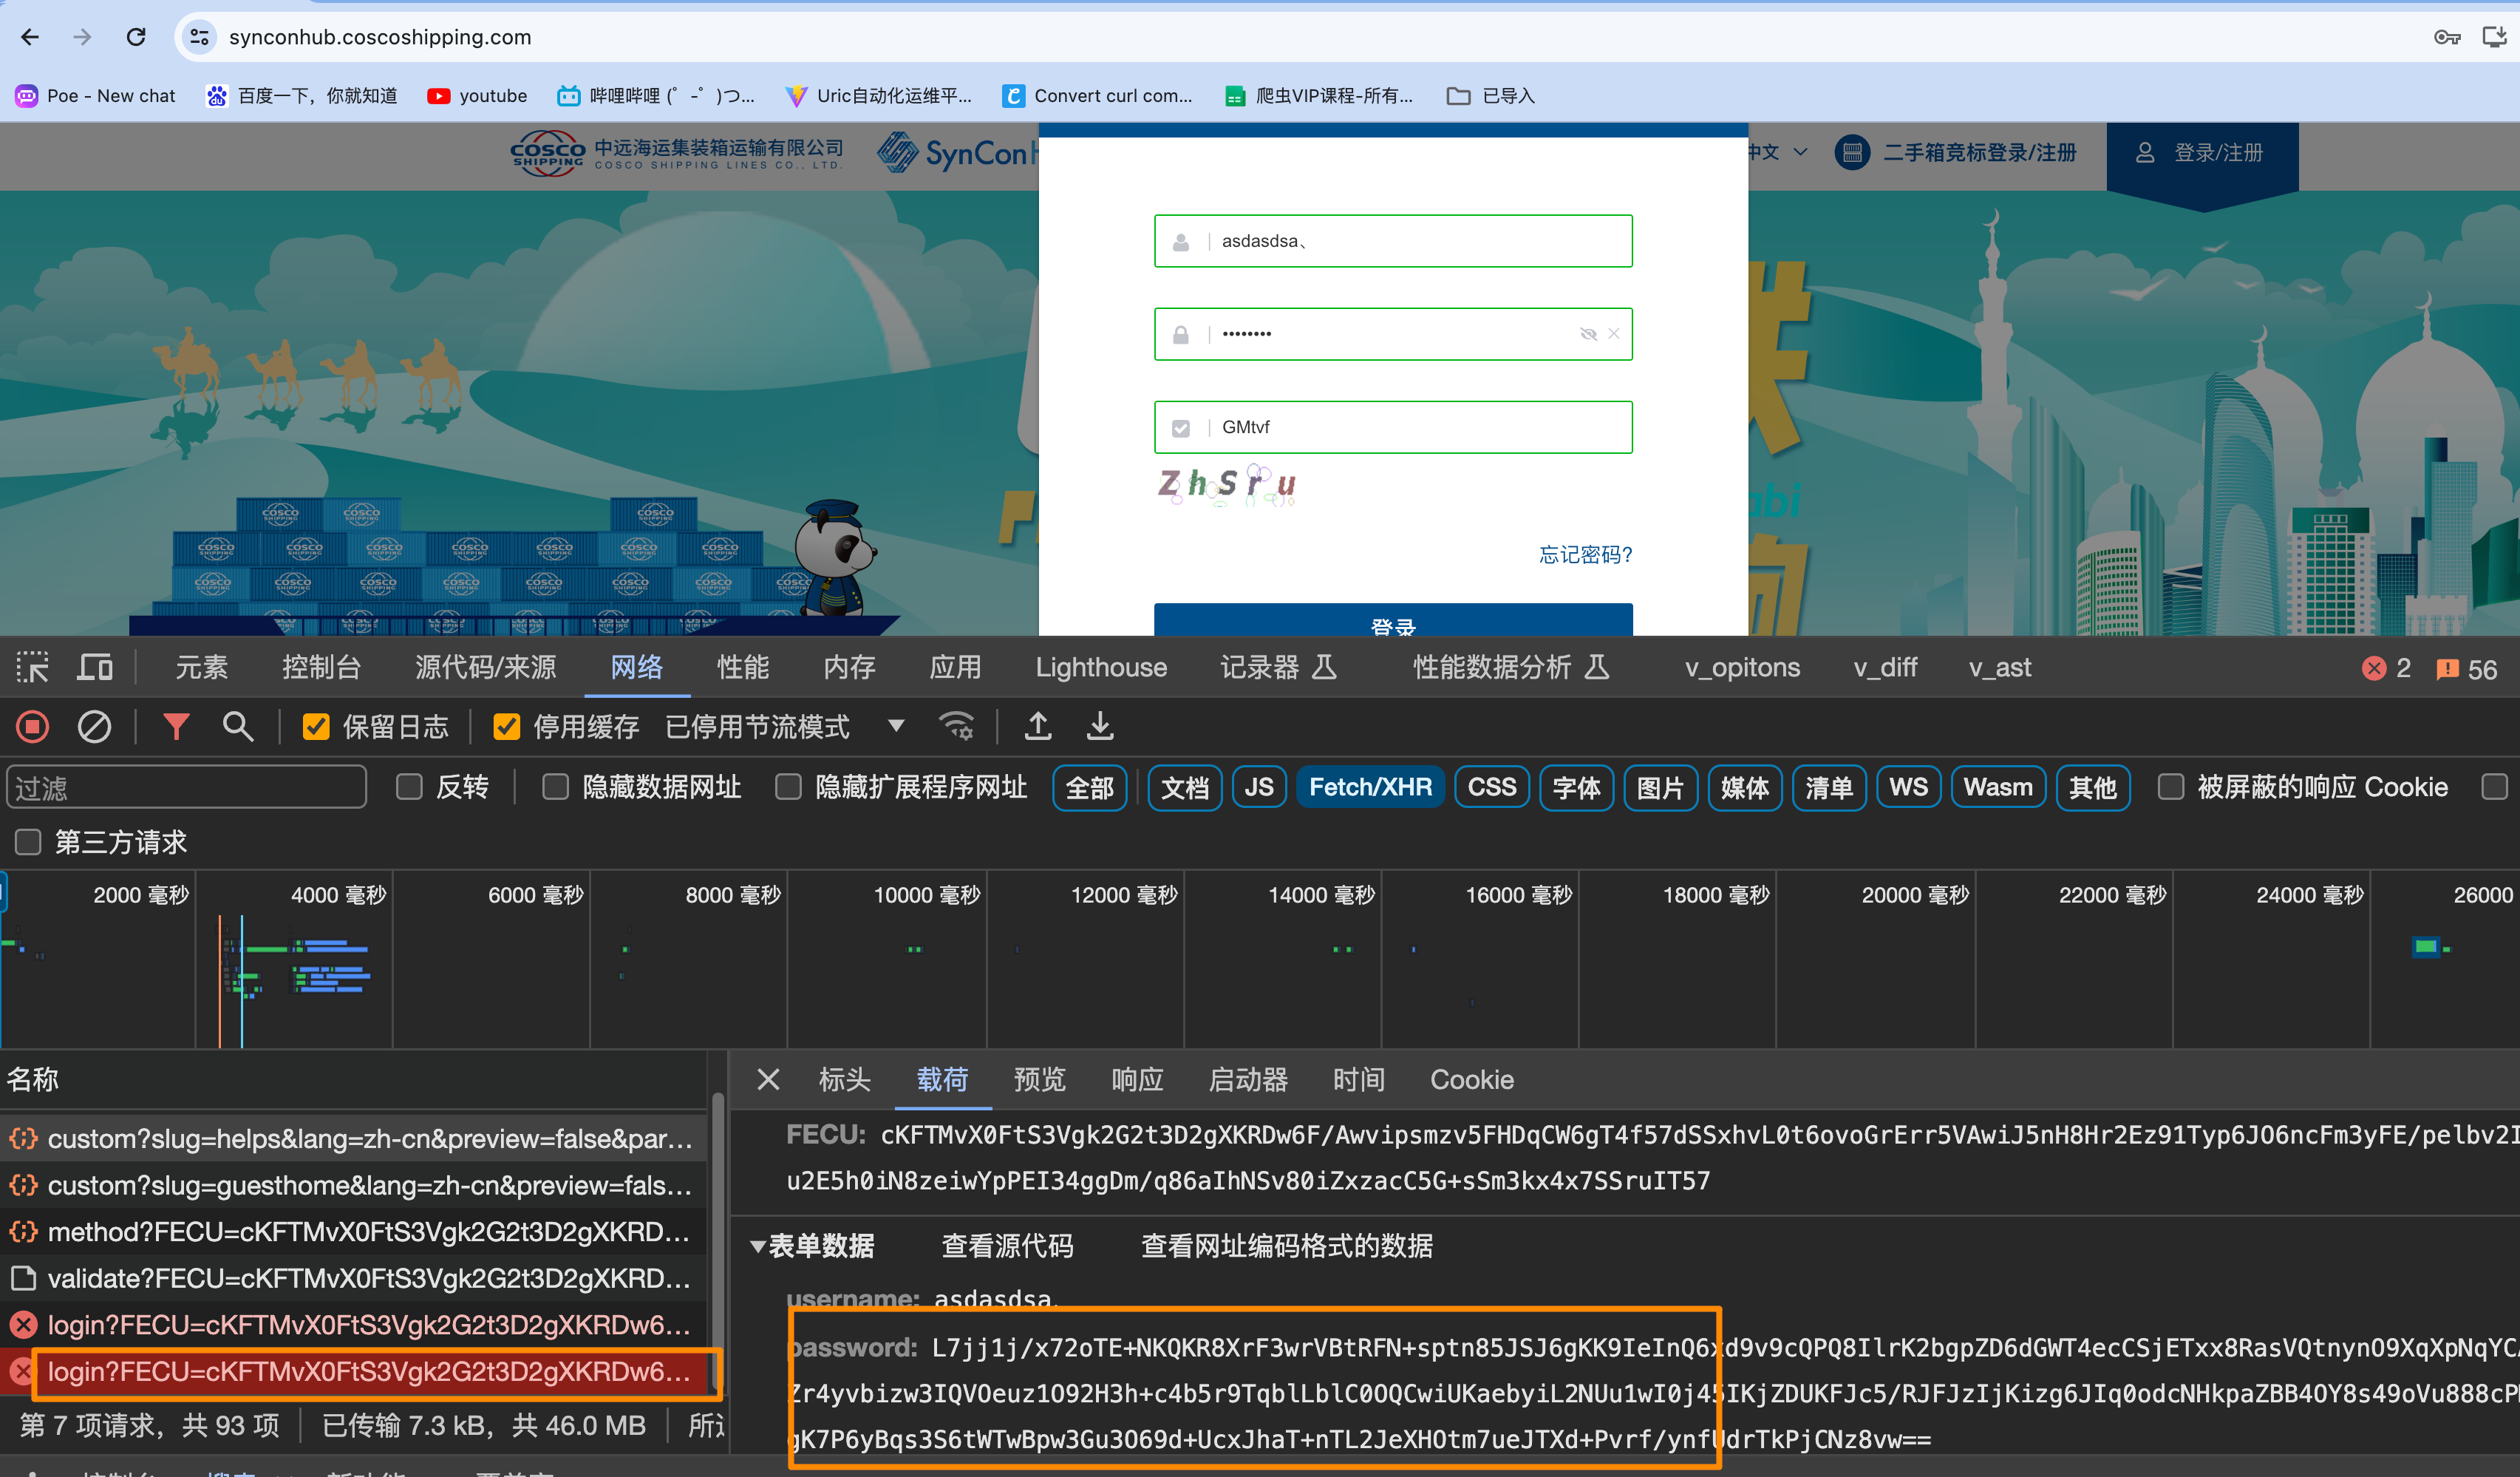 synconhub.coscoshipping.com
Poe - New chat
百度一下，你就知道
youtube
哔哩哔哩 (゜-゜)つ...
Uric自动化运维平...
Convert curl com...
爬虫VIP课程-所有...
已导入
COSCO SHIPPING
中远海运集装箱运输有限公司
COSCO SHIPPING LINES CO., LTD.
SynConH
中文
二手箱竞标登录/注册
登录/注册
asdasdsa、
••••••••
GMtvf
ZhSru
忘记密码?
登录
abi
COSCO SHIPPING
元素 控制台 源代码/来源 网络 性能 内存 应用 Lighthouse 记录器 性能数据分析 v_opitons v_diff v_ast 2 56
保留日志 停用缓存 已停用节流模式
过滤 反转 隐藏数据网址 隐藏扩展程序网址 全部 文档 JS Fetch/XHR CSS 字体 图片 媒体 清单 WS Wasm 其他 被屏蔽的响应 Cookie
第三方请求
2000 毫秒 4000 毫秒 6000 毫秒 8000 毫秒 10000 毫秒 12000 毫秒 14000 毫秒 16000 毫秒 18000 毫秒 20000 毫秒 22000 毫秒 24000 毫秒 26000
名称
custom?slug=helps&lang=zh-cn&preview=false&par...
custom?slug=guesthome&lang=zh-cn&preview=fals...
method?FECU=cKFTMvX0FtS3Vgk2G2t3D2gXKRD...
validate?FECU=cKFTMvX0FtS3Vgk2G2t3D2gXKRD...
login?FECU=cKFTMvX0FtS3Vgk2G2t3D2gXKRDw6...
login?FECU=cKFTMvX0FtS3Vgk2G2t3D2gXKRDw6...
第 7 项请求，共 93 项 已传输 7.3 kB，共 46.0 MB 所
标头 载荷 预览 响应 启动器 时间 Cookie
FECU: cKFTMvX0FtS3Vgk2G2t3D2gXKRDw6F/Awvipsmzv5FHDqCW6gT4f57dSSxhvL0t6ovoGrErr5VAwiJ5nH8Hr2Ez91Typ6JO6ncFm3yFE/pelbv2I
u2E5h0iN8zeiwYpPEI34ggDm/q86aIhNSv80iZxzacC5G+sSm3kx4x7SSruIT57
表单数据 查看源代码 查看网址编码格式的数据
username: asdasdsa、
password: L7jj1j/x72oTE+NKQKR8XrF3wrVBtRFN+sptn85JSJ6gKK9IeInQ6xd9v9cQPQ8IlrK2bgpZD6dGWT4ecCSjETxx8RasVQtnynO9XqXpNqYCA
Zr4yvbizw3IQVOeuz1O92H3h+c4b5r9TqblLblC0OQCwiUKaebyiL2NUu1wI0j45IKjZDUKFJc5/RJFJzIjKizg6JIq0odcNHkpaZBB4OY8s49oVu888cP
gK7P6yBqs3S6tWTwBpw3Gu3O69d+UcxJhaT+nTL2JeXHOtm7ueJTXd+Pvrf/ynfUdrTkPjCNz8vw==